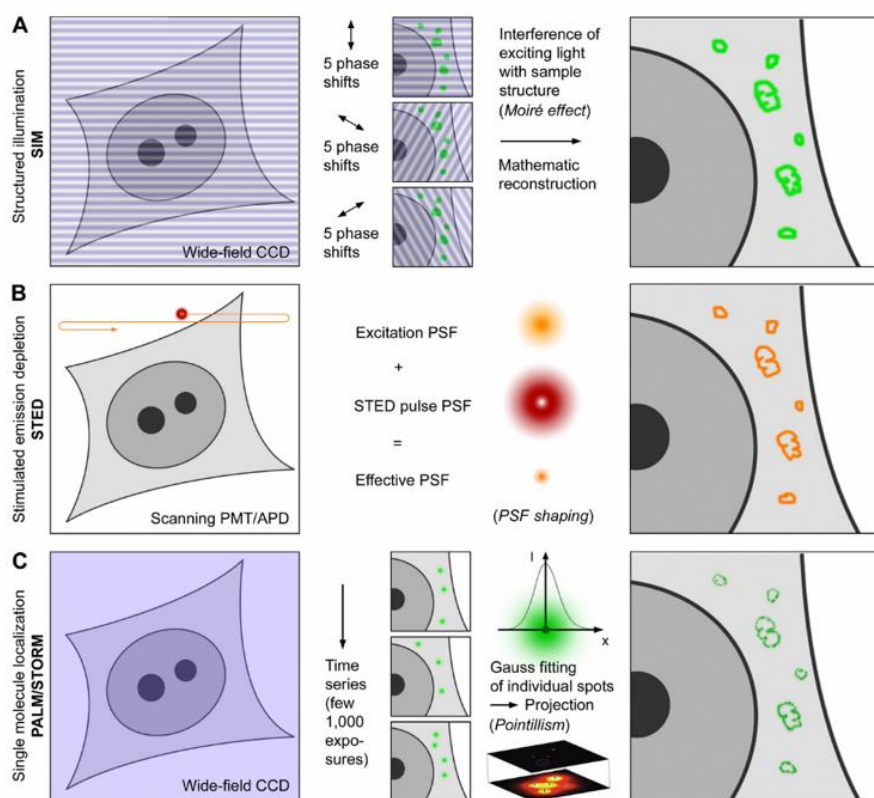 A
Structured illumination
SIM
Wide-field CCD
5 phase
shifts
5 phase
shifts
5 phase
shifts
Interference of
exciting light
with sample
structure
(Moiré effect)
Mathematic
reconstruction
B
Stimulated emission depletion
STED
Scanning PMT/APD
Excitation PSF
+
STED pulse PSF
=
Effective PSF
(PSF shaping)
C
Single molecule localization
PALM/STORM
Wide-field CCD
Time
series
(few
1,000
expo-
sures)
I
x
Gauss fitting
of individual spots
Projection
(Pointillism)